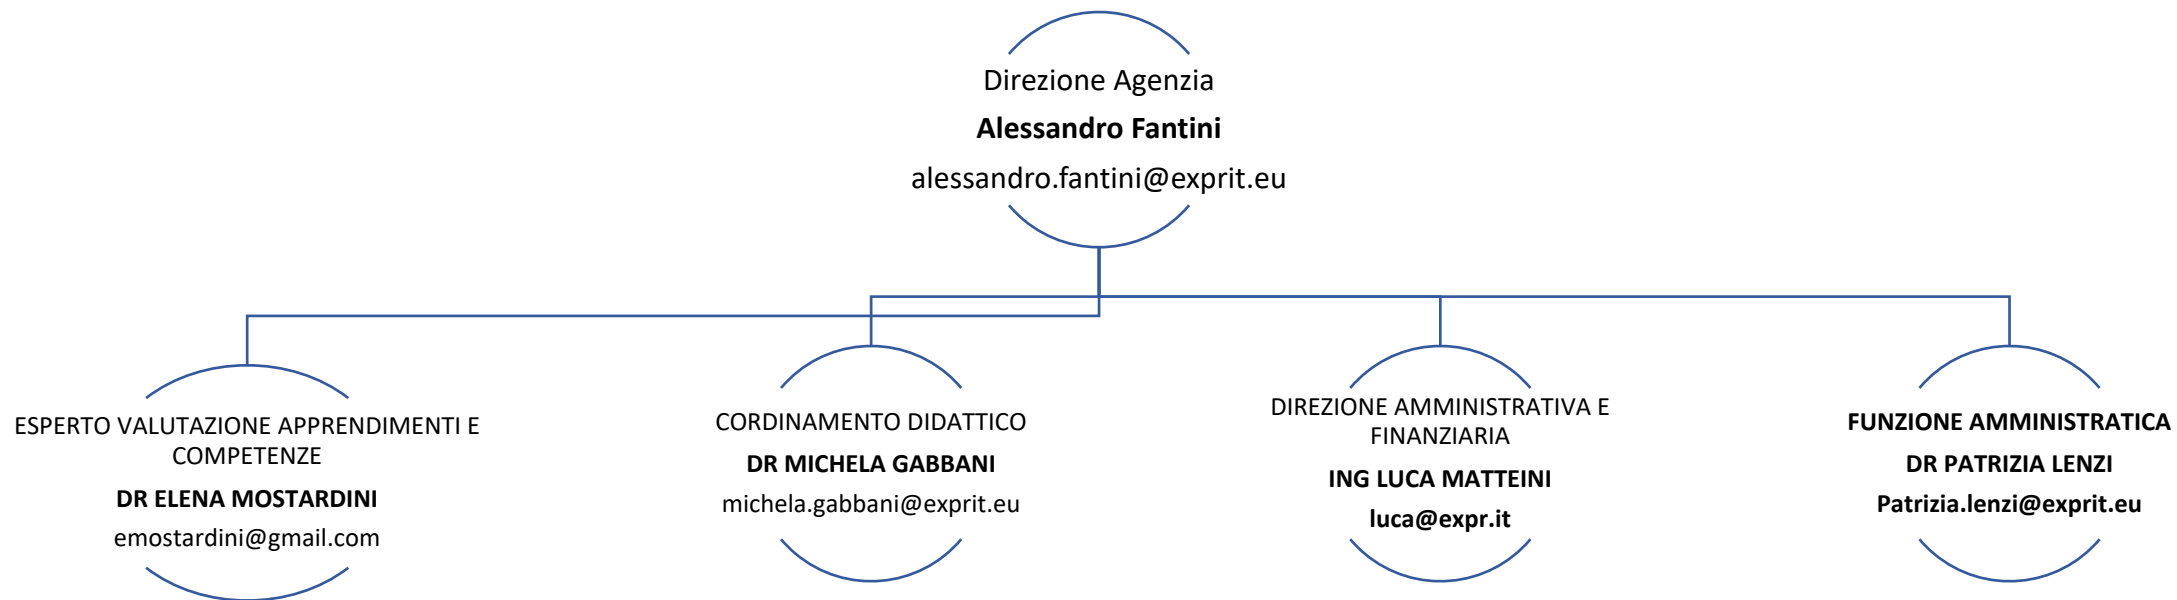 Direzione Agenzia
Alessandro Fantini
alessandro.fantini@exprit.eu
ESPERTO VALUTAZIONE APPRENDIMENTI E
COMPETENZE
DR ELENA MOSTARDINI
emostardini@gmail.com
CORDINAMENTO DIDATTICO
DR MICHELA GABBANI
michela.gabbani@exprit.eu
DIREZIONE AMMINISTRATIVA E
FINANZIARIA
ING LUCA MATTEINI
luca@expr.it
FUNZIONE AMMINISTRATICA
DR PATRIZIA LENZI
Patrizia.lenzi@exprit.eu